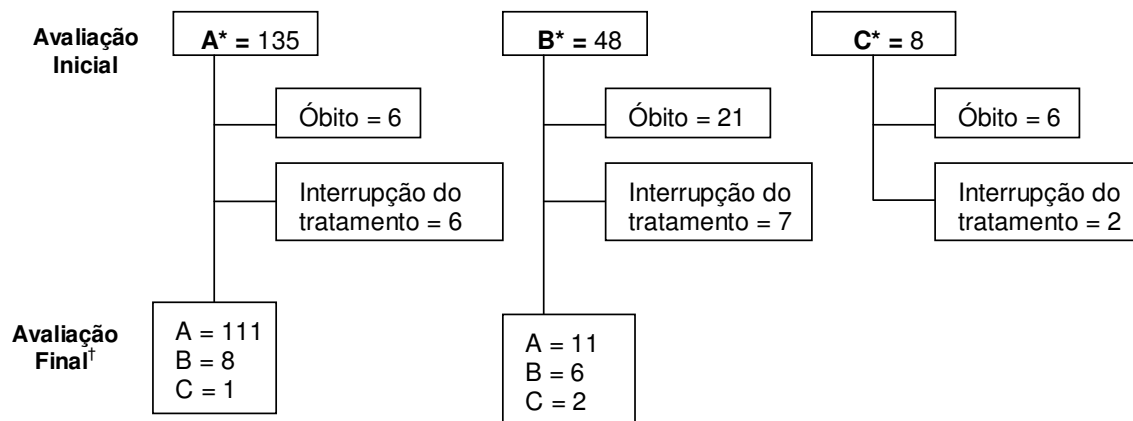 Avaliação
Inicial
A* = 135
B* = 48
C* = 8
Óbito = 6
Óbito = 21
Óbito = 6
Interrupção do
tratamento = 6
Interrupção do
tratamento = 7
Interrupção do
tratamento = 2
Avaliação
Final†
A = 111
B = 8
C = 1
A = 11
B = 6
C = 2